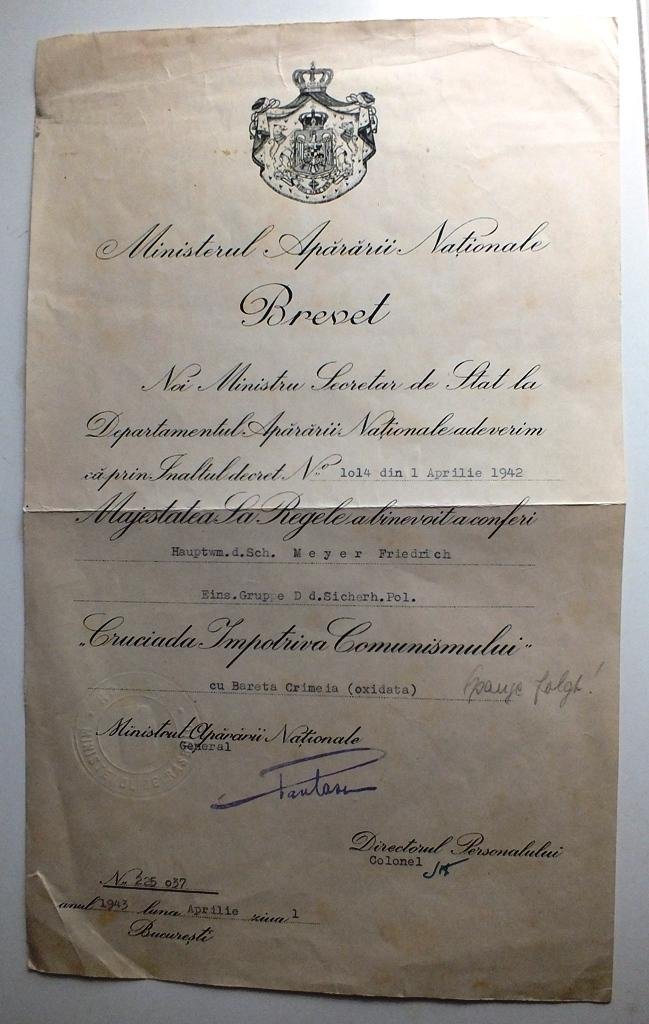 Ministerul Apărării Naționale
Brevet
Noi Ministru Secretar de Stat la
Departamentul Apărării Naționale adeverim
că prin Inaltul decret No 1o14 din 1 Aprilie 1942
Majestatea Sa Regele a binevoit a conferi
Hauptwm.d.Sch. Meyer Friedrich
Eins.Gruppe D d.Sicherh.Pol.
„Cruciada Impotriva Comunismului"
cu Bareta Crimeia (oxidata) Spange folgt!
Ministrul Apărării Naționale
General
Directorul Personalului
Colonel
No 225 037
anul 1943 luna Aprilie ziua 1
București